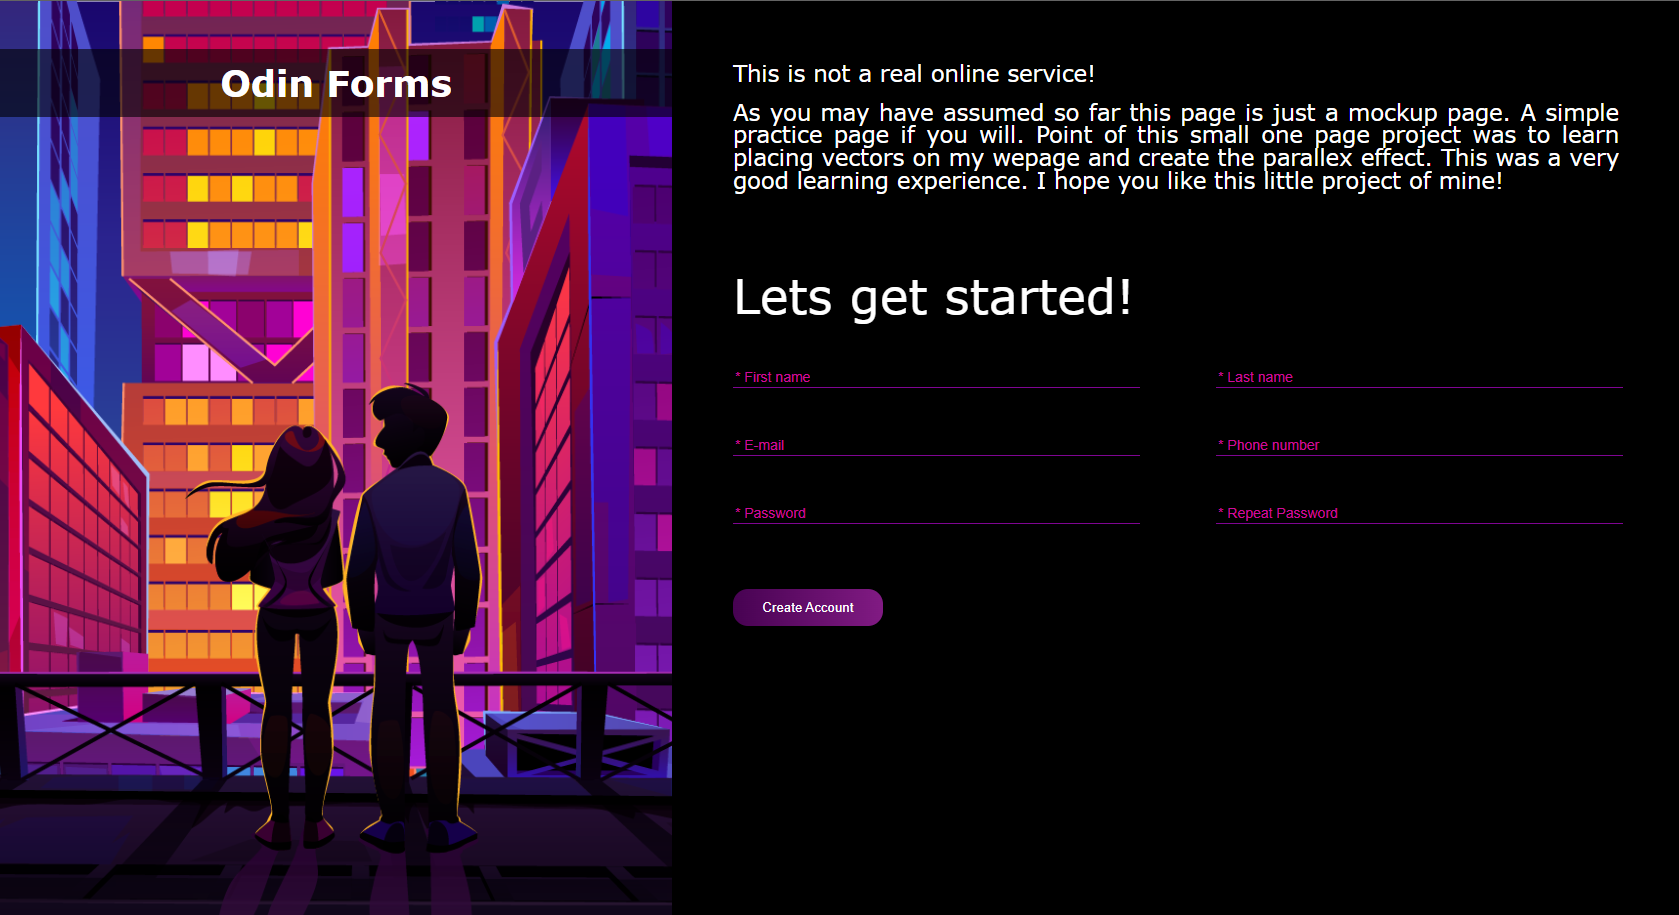 Odin Forms
This is not a real online service!
As you may have assumed so far this page is just a mockup page. A simple
practice page if you will. Point of this small one page project was to learn
placing vectors on my wepage and create the parallex effect. This was a very
good learning experience. I hope you like this little project of mine!
Lets get started!
* First name
* Last name
* E-mail
* Phone number
* Password
* Repeat Password
Create Account